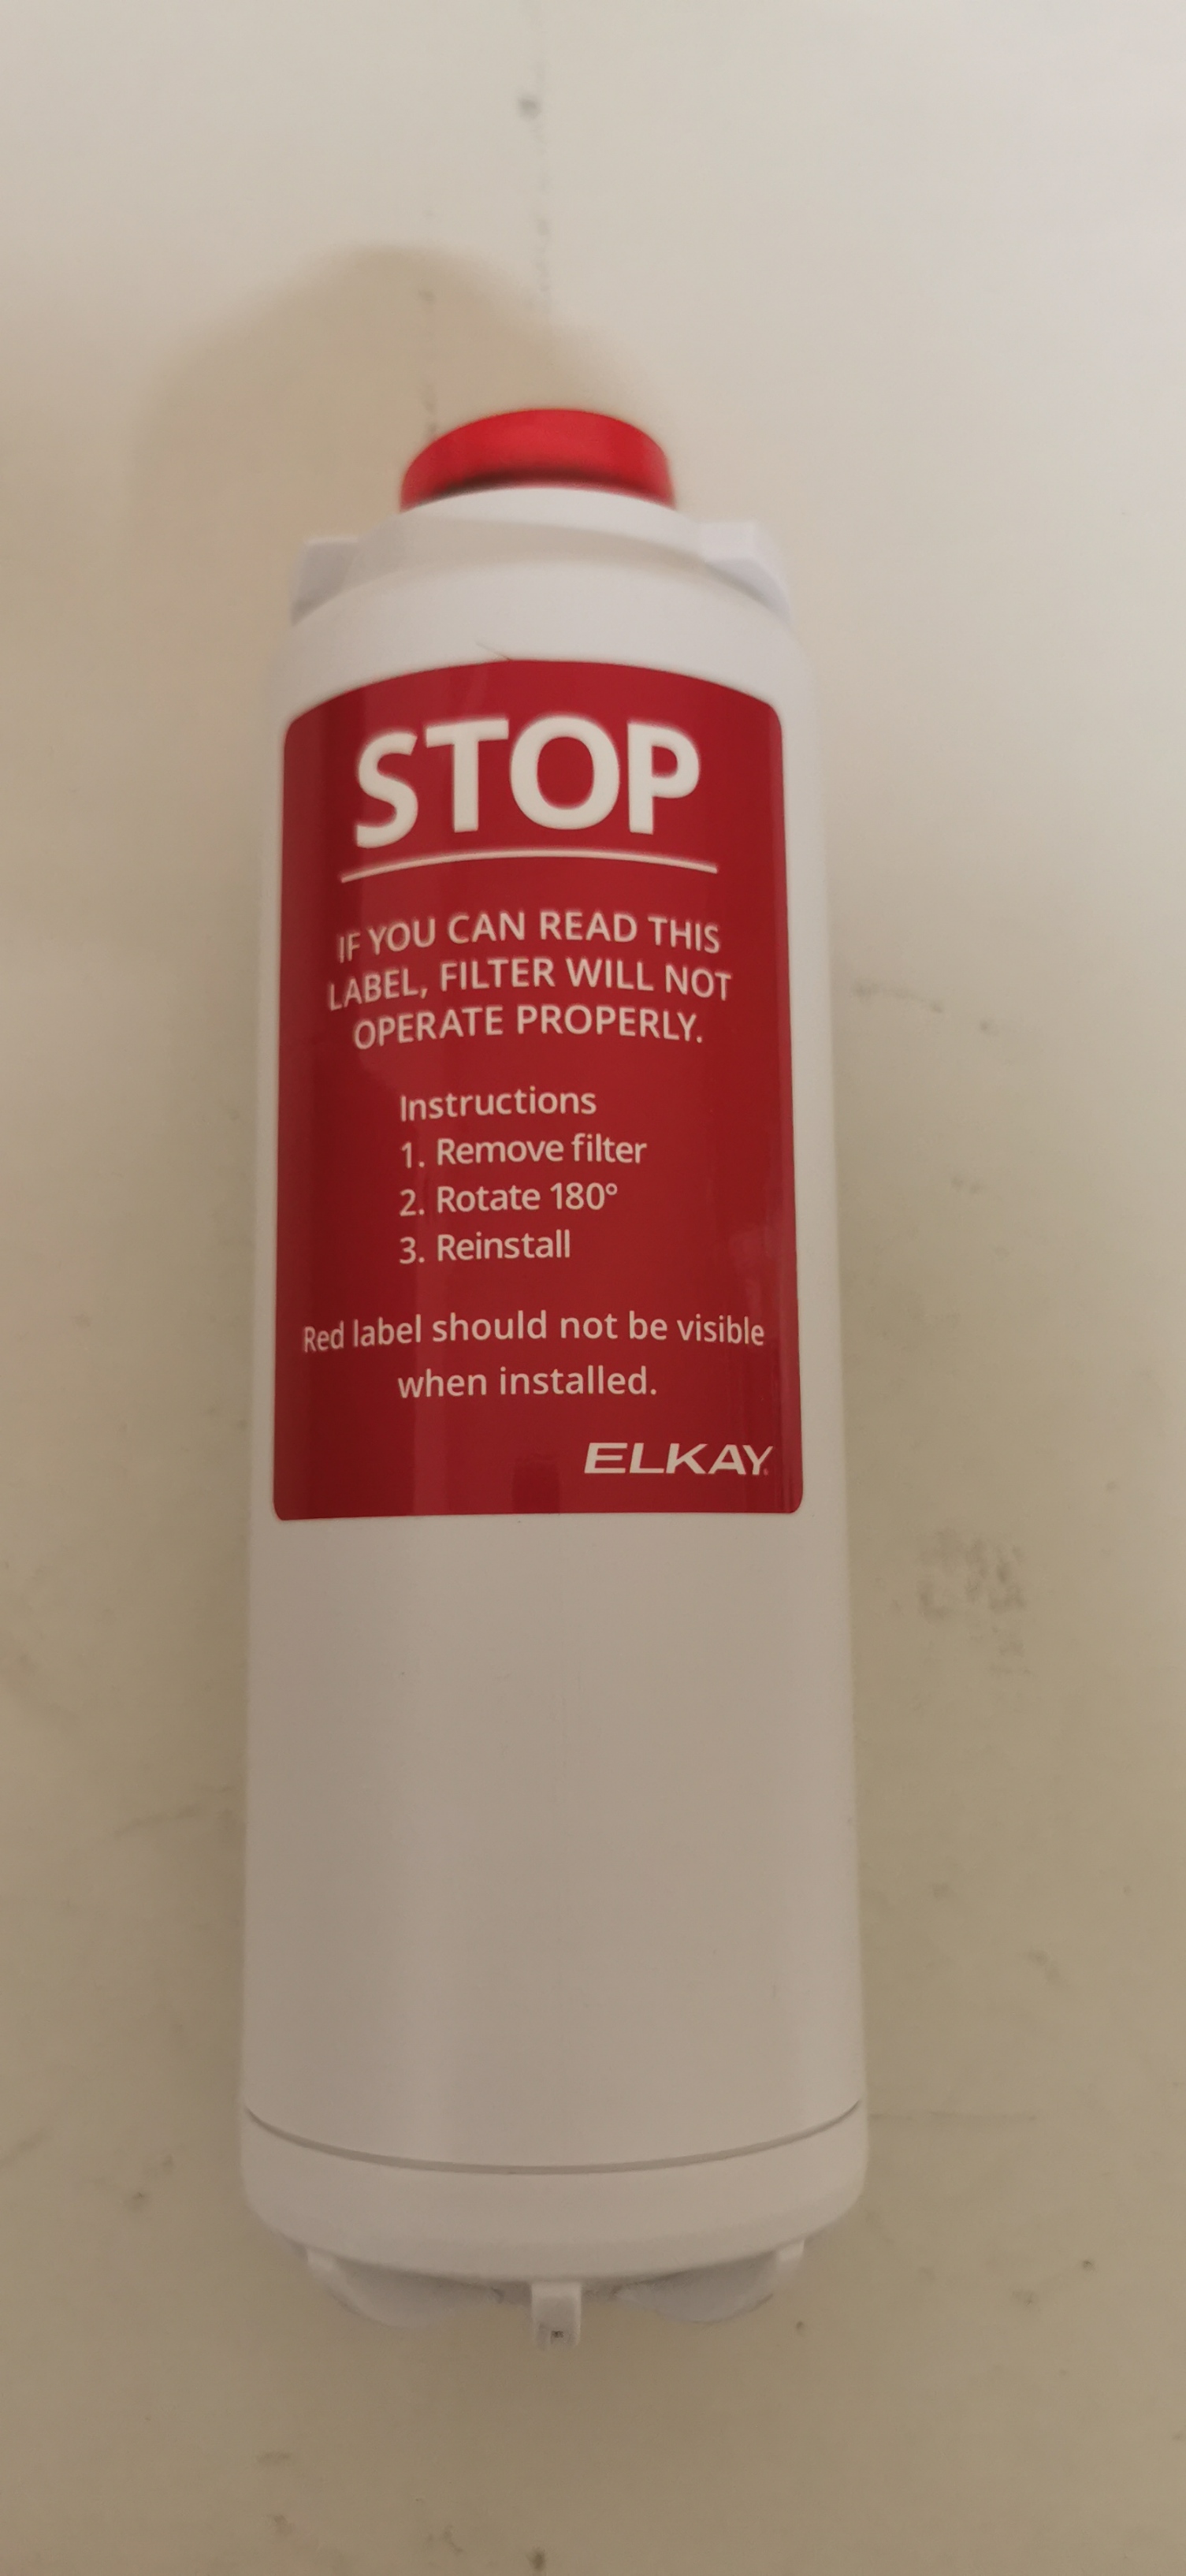 STOP
IF YOU CAN READ THIS
LABEL, FILTER WILL NOT
OPERATE PROPERLY.
Instructions
1. Remove filter
2. Rotate 180°
3. Reinstall
Red label should not be visible
when installed.
ELKAY